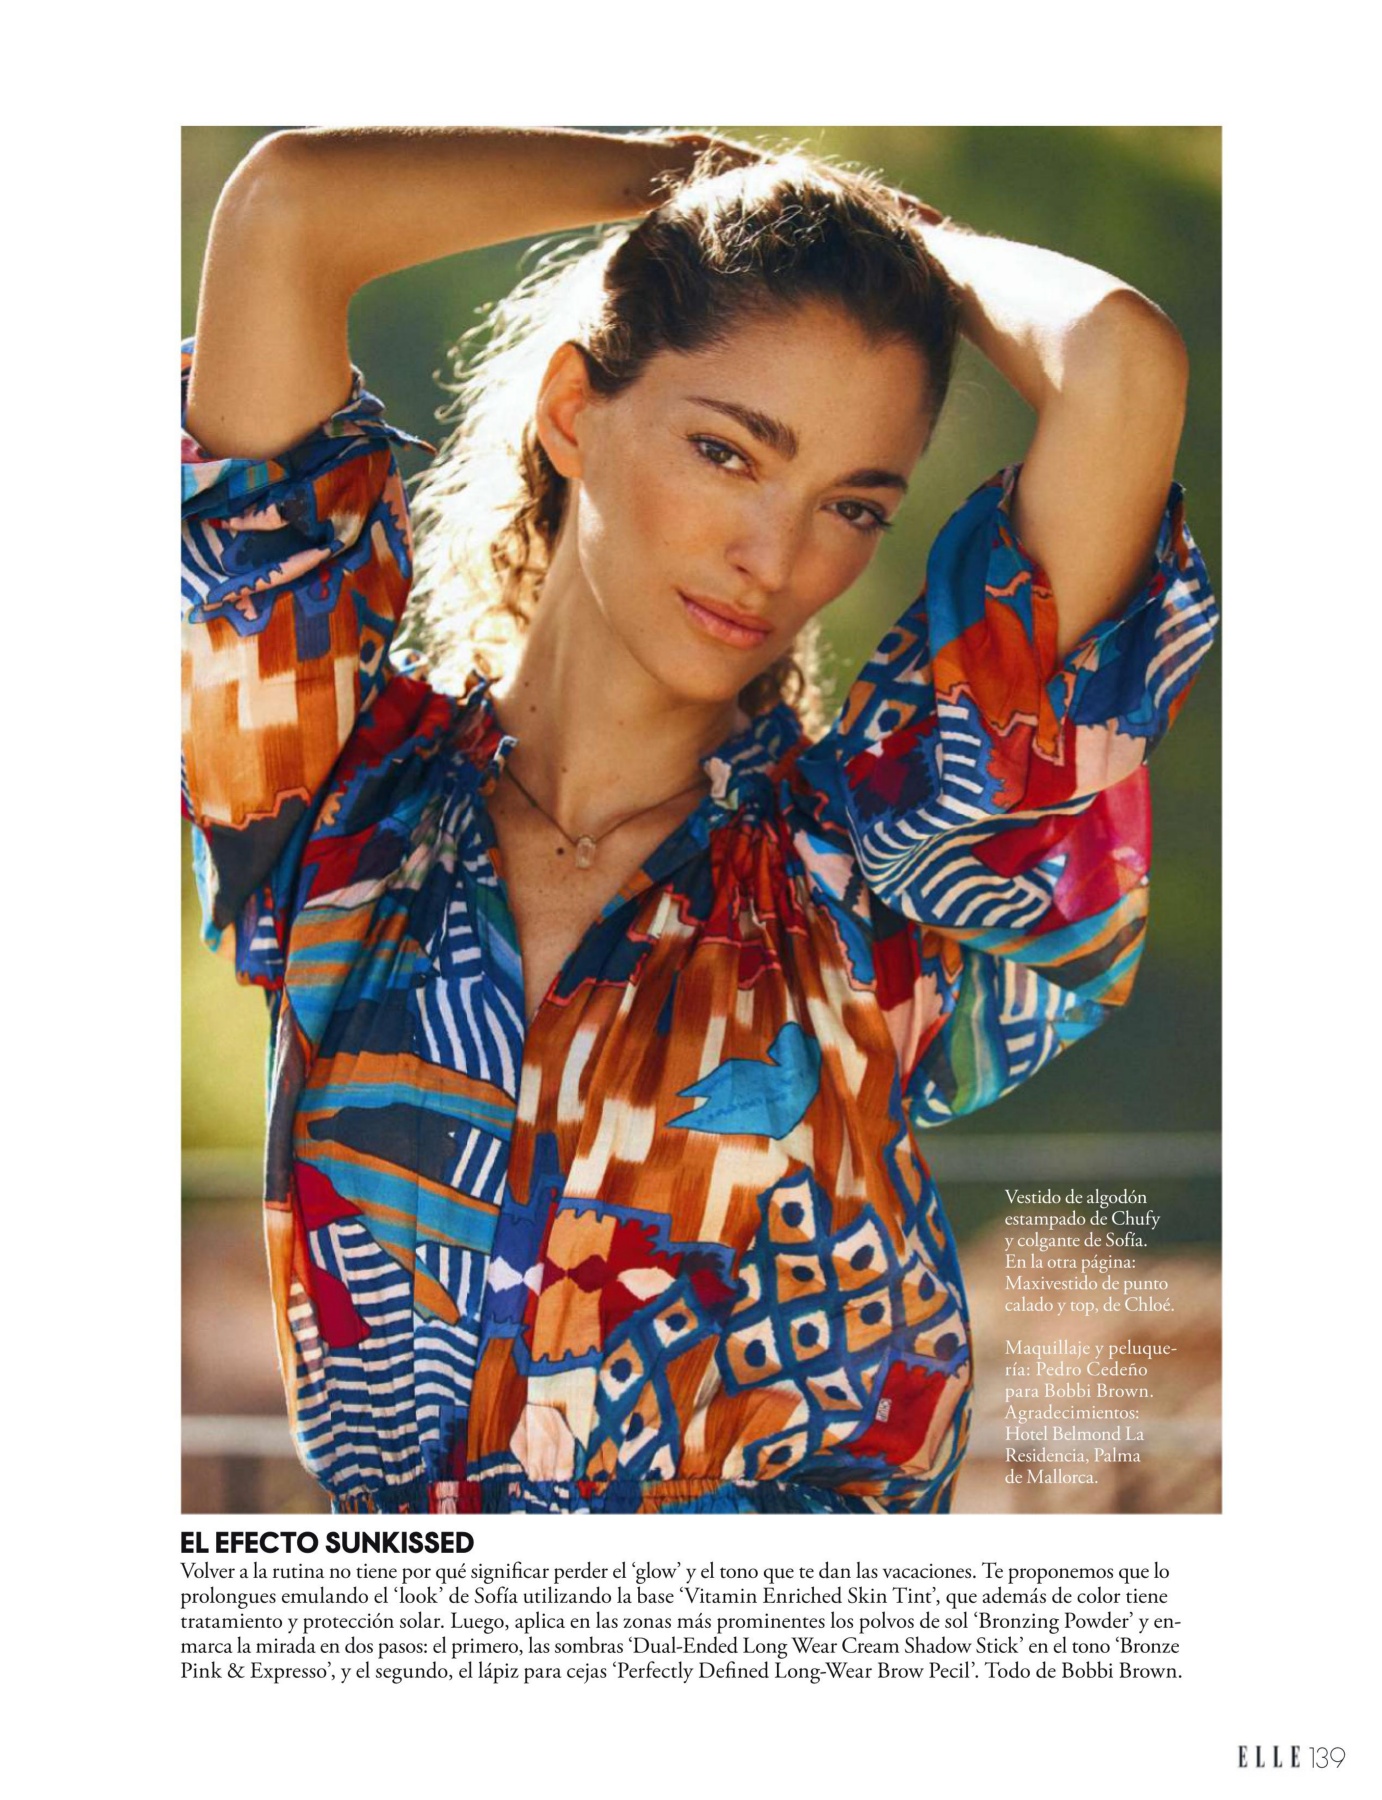 Vestido de algodón
estampado de Chufy
y colgante de Sofía.
En la otra página:
Maxivestido de punto
calado y top, de Chloé.
Maquillaje y peluque-
ría: Pedro Cedeño
para Bobbi Brown.
Agradecimientos:
Hotel Belmond La
Residencia, Palma
de Mallorca.
EL EFECTO SUNKISSED
Volver a la rutina no tiene por qué significar perder el ‘glow’ y el tono que te dan las vacaciones. Te proponemos que lo
prolongues emulando el ‘look’ de Sofía utilizando la base ‘Vitamin Enriched Skin Tint’, que además de color tiene
tratamiento y protección solar. Luego, aplica en las zonas más prominentes los polvos de sol ‘Bronzing Powder’ y en-
marca la mirada en dos pasos: el primero, las sombras ‘Dual-Ended Long Wear Cream Shadow Stick’ en el tono ‘Bronze
Pink & Expresso’, y el segundo, el lápiz para cejas ‘Perfectly Defined Long-Wear Brow Pecil’. Todo de Bobbi Brown.
ELLE 139